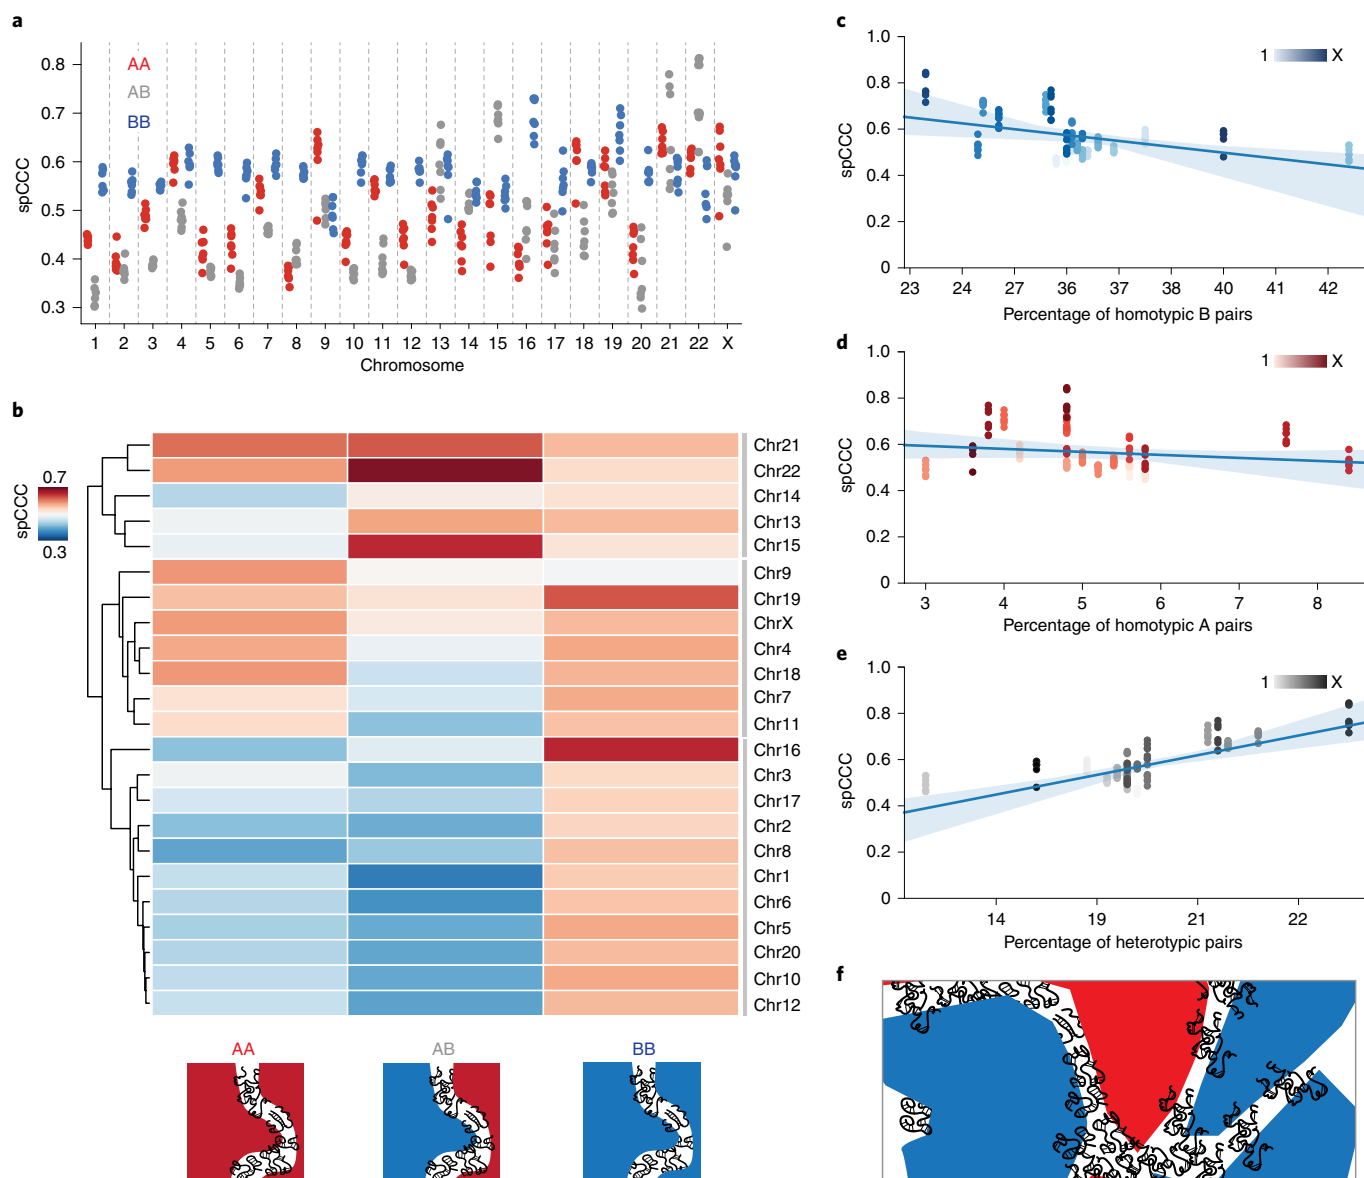 a
0.8
0.7
0.6
0.5
0.4
0.3
spCCC
AA
AB
BB
1 2 3 4 5 6 7 8 9 10 11 12 13 14 15 16 17 18 19 20 21 22 X
Chromosome
b
0.7
spCCC
0.3
Chr21
Chr22
Chr14
Chr13
Chr15
Chr9
Chr19
ChrX
Chr4
Chr18
Chr7
Chr11
Chr16
Chr3
Chr17
Chr2
Chr8
Chr1
Chr6
Chr5
Chr20
Chr10
Chr12
AA AB BB
c
1.0
0.8
0.6
0.4
0.2
0
spCCC
1 X
23 24 27 36 37 40 41 42
Percentage of homotypic B pairs
d
1.0
0.8
0.6
0.4
0.2
0
spCCC
1 X
3 4 5 6 7 8
Percentage of homotypic A pairs
e
1.0
0.8
0.6
0.4
0.2
0
spCCC
1 X
14 19 21 22
Percentage of heterotypic pairs
f